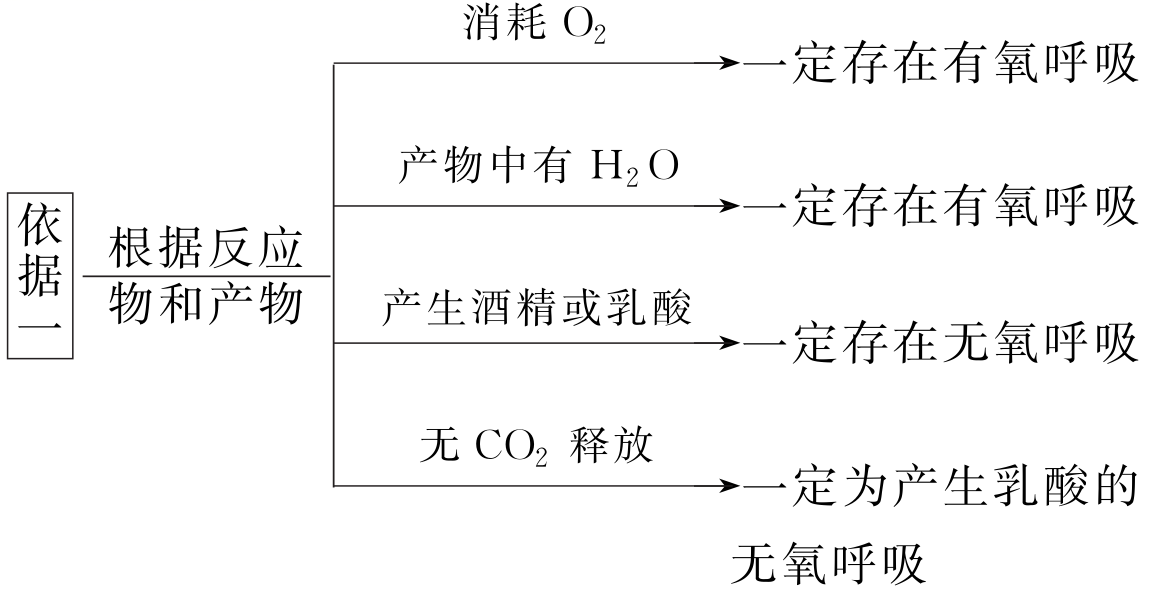 消耗 O₂
一定存在有氧呼吸
产物中有 H₂O
一定存在有氧呼吸
依据一
根据反应
物和产物
产生酒精或乳酸
一定存在无氧呼吸
无 CO₂ 释放
一定为产生乳酸的
无氧呼吸